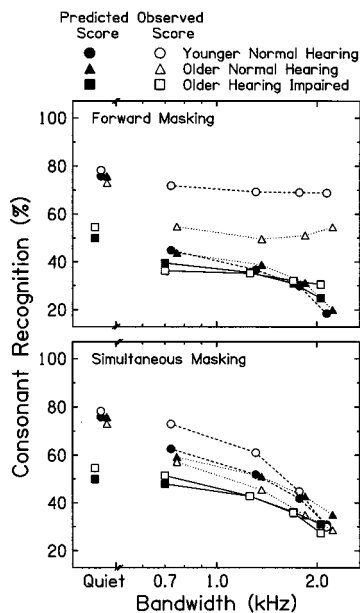 Predicted Observed
Score Score
Younger Normal Hearing
Older Normal Hearing
Older Hearing Impaired
Consonant Recognition (%)
Forward Masking
100
80
60
40
20
Simultaneous Masking
100
80
60
40
20
Quiet 0.7 1.0 2.0
Bandwidth (kHz)